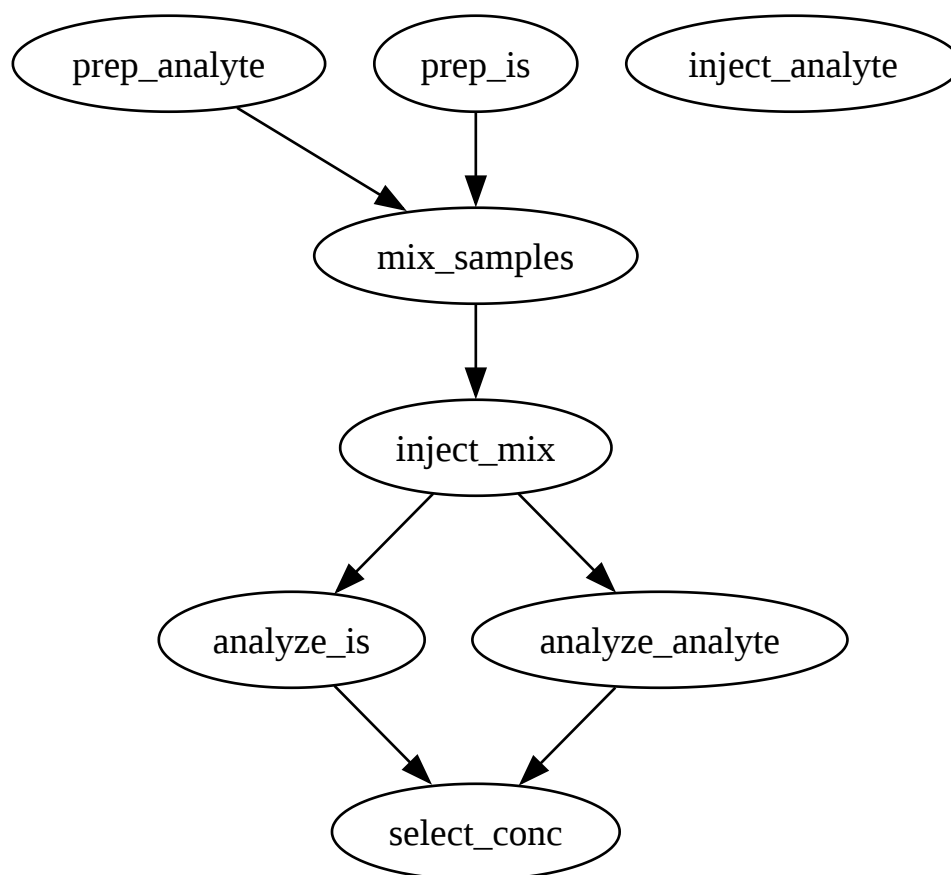 prep_analyte
prep_is
inject_analyte
mix_samples
inject_mix
analyze_is
analyze_analyte
select_conc